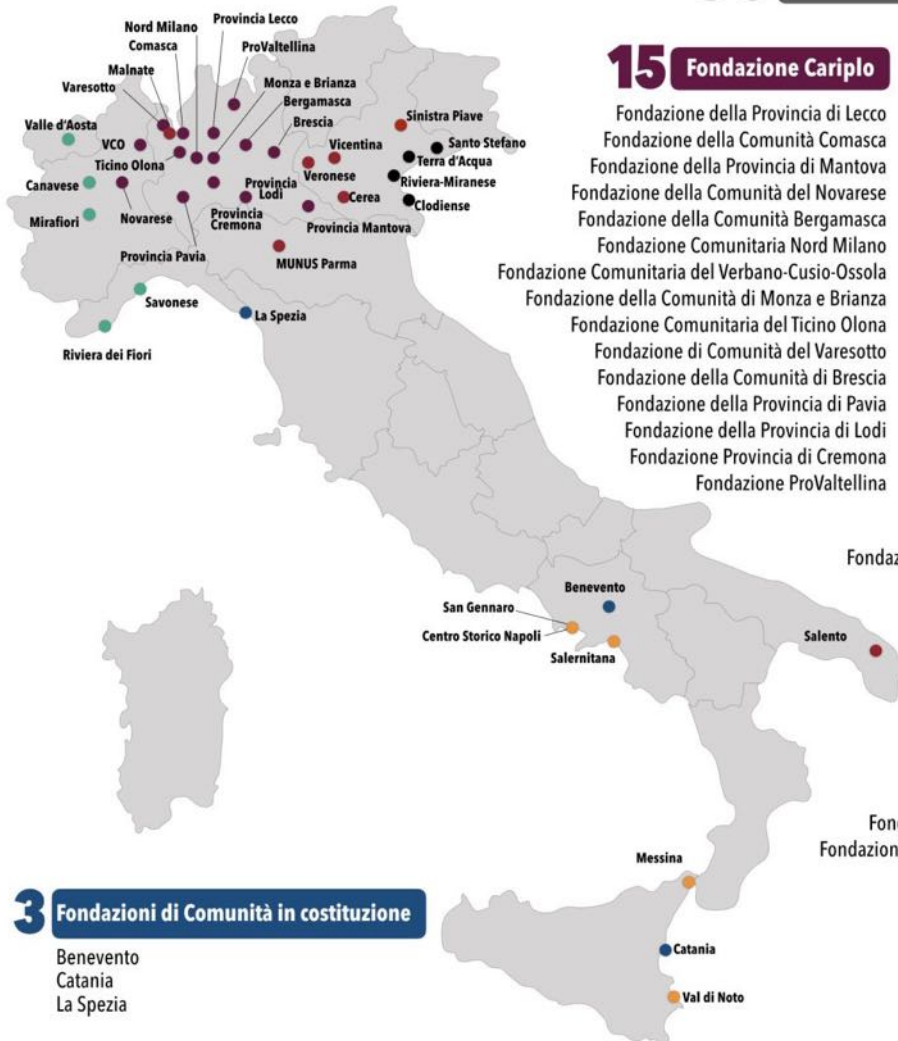 Provincia Lecco
Nord Milano
Comasca
ProValtellina
Malnate
Monza e Brianza
Varesotto
Bergamasca
Brescia
Valle d'Aosta
VCO
Ticino Olona
Canavese
Mirafiori
Novarese
Provincia Pavia
Provincia
Lodi
Provincia
Cremona
Vicentina
Veronese
Cerea
Provincia Mantova
Sinistra Piave
Santo Stefano
Terra d'Acqua
Riviera-Miranese
Clodiense
MUNUS Parma
Savonese
La Spezia
Riviera dei Fiori
15 Fondazione Cariplo
Fondazione della Provincia di Lecco
Fondazione della Comunità Comasca
Fondazione della Provincia di Mantova
Fondazione della Comunità del Novarese
Fondazione della Comunità Bergamasca
Fondazione Comunitaria Nord Milano
Fondazione Comunitaria del Verbano-Cusio-Ossola
Fondazione della Comunità di Monza e Brianza
Fondazione Comunitaria del Ticino Olona
Fondazione di Comunità del Varesotto
Fondazione della Comunità di Brescia
Fondazione della Provincia di Pavia
Fondazione della Provincia di Lodi
Fondazione Provincia di Cremona
Fondazione ProValtellina
Fondaz
Benevento
San Gennaro
Centro Storico Napoli
Salernitana
Salento
Fond
Fondazion
Messina
Catania
Val di Noto
3 Fondazioni di Comunità in costituzione
Benevento
Catania
La Spezia